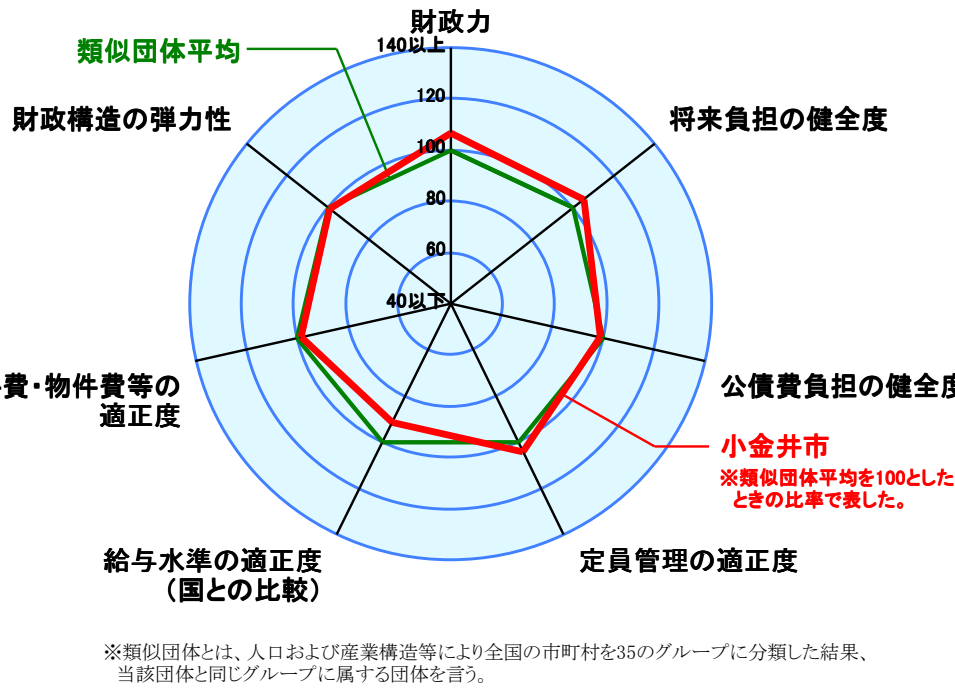 財政力
140以上
類似団体平均
120
財政構造の弾力性
将来負担の健全度
100
80
60
40以下
費・物件費等の
適正度
公債費負担の健全度
小金井市
※類似団体平均を100とした
ときの比率で表した。
給与水準の適正度
（国との比較）
定員管理の適正度
※類似団体とは、人口および産業構造等により全国の市町村を35のグループに分類した結果、
当該団体と同じグループに属する団体を言う。